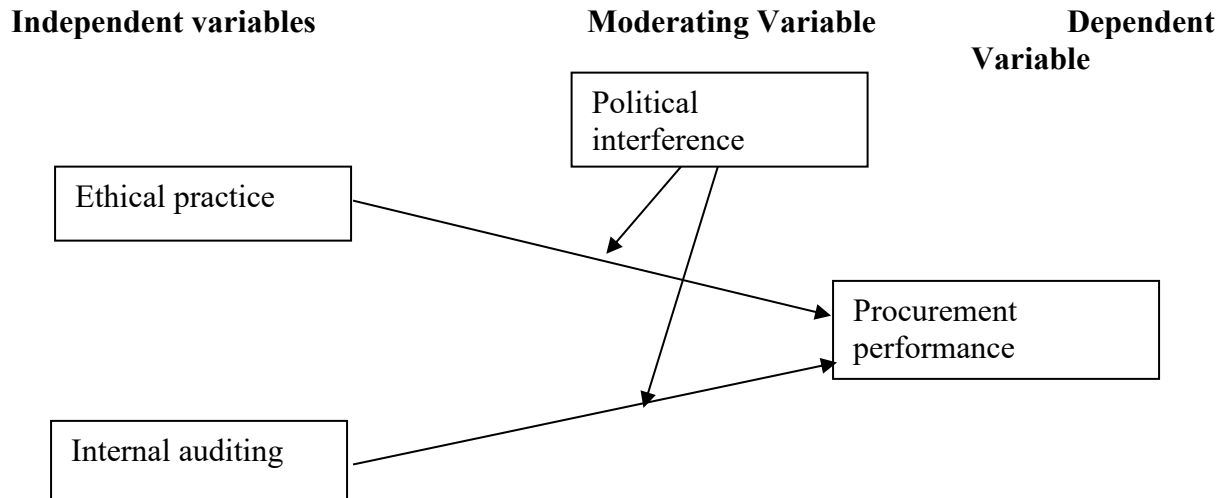 Independent variables
Moderating Variable
Dependent
Variable
Political
interference
Ethical practice
Procurement
performance
Internal auditing